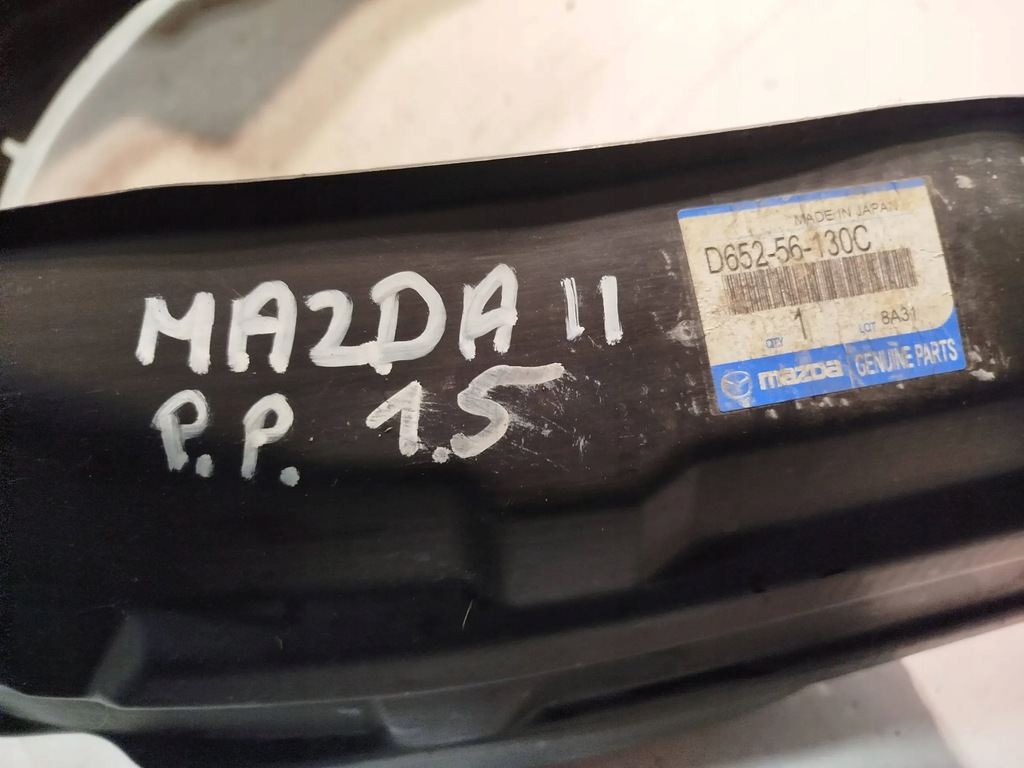 MAZDA II
P.P. 1.5
MADE IN JAPAN
D652-56-130C
QTY 1 LOT 8A31
mazda GENUINE PARTS